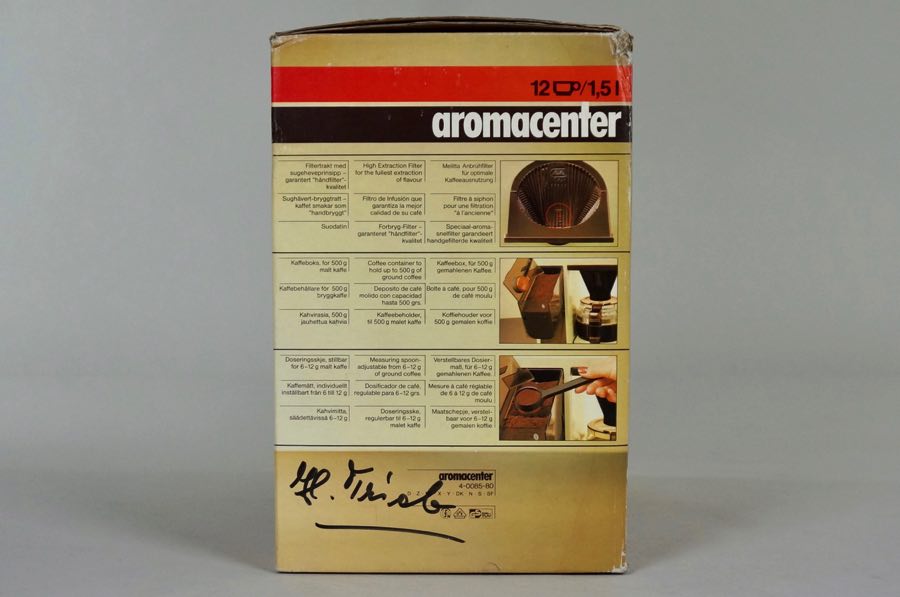 12 /1,5 l
aromacenter
Filtertrakt med
sugeheveprinsipp –
garantert "håndfilter"-
kvalitet
High Extraction Filter
for the fullest extraction
of flavour
Melitta Anbrühfilter
für optimale
Kaffeeausnutzung
Sughävert-bryggtratt –
kaffet smakar som
"handbryggt"
Filtro de Infusión que
garantiza la mejor
calidad de su café
Filtre à siphon
pour une filtration
"à l'ancienne"
Suodatin
Forbryg-Filter –
garanteret "håndfilter"-
kvalitet
Speciaal-aroma-
snelfilter garandeert
handgefilterde kwaliteit
Kaffeboks, for 500 g
malt kaffe
Coffee container to
hold up to 500 g of
ground coffee
Kaffeebox, für 500 g
gemahlenen Kaffee.
Kaffebehållare för 500 g
bryggkaffe
Deposito de café
molido con capacidad
hasta 500 grs.
Boîte à café, pour 500 g
de café moulu
Kahvirasia, 500 g
jauhettua kahvia
Kaffebeholder,
til 500 g malet kaffe
Koffiehouder voor
500 g gemalen koffie
Doseringsskje, stillbar
for 6–12 g malt kaffe
Measuring spoon-
adjustable from 6–12 g
of ground coffee
Verstellbares Dosier-
maß, für 6–12 g
gemahlenen Kaffee.
Kaffemått, individuellt
inställbart från 6 till 12 g
Dosificador de café,
regulable para 6–12 grs.
Mesure à café réglable
de 6 à 12 g de café
moulu
Kahvimitta,
säädettävissä 6–12 g
Doseringsske,
regulerbar til 6–12 g
malet kaffe
Maatschepje, verstel-
baar voor 6–12 g
gemalen koffie
aromacenter
4-0085-80